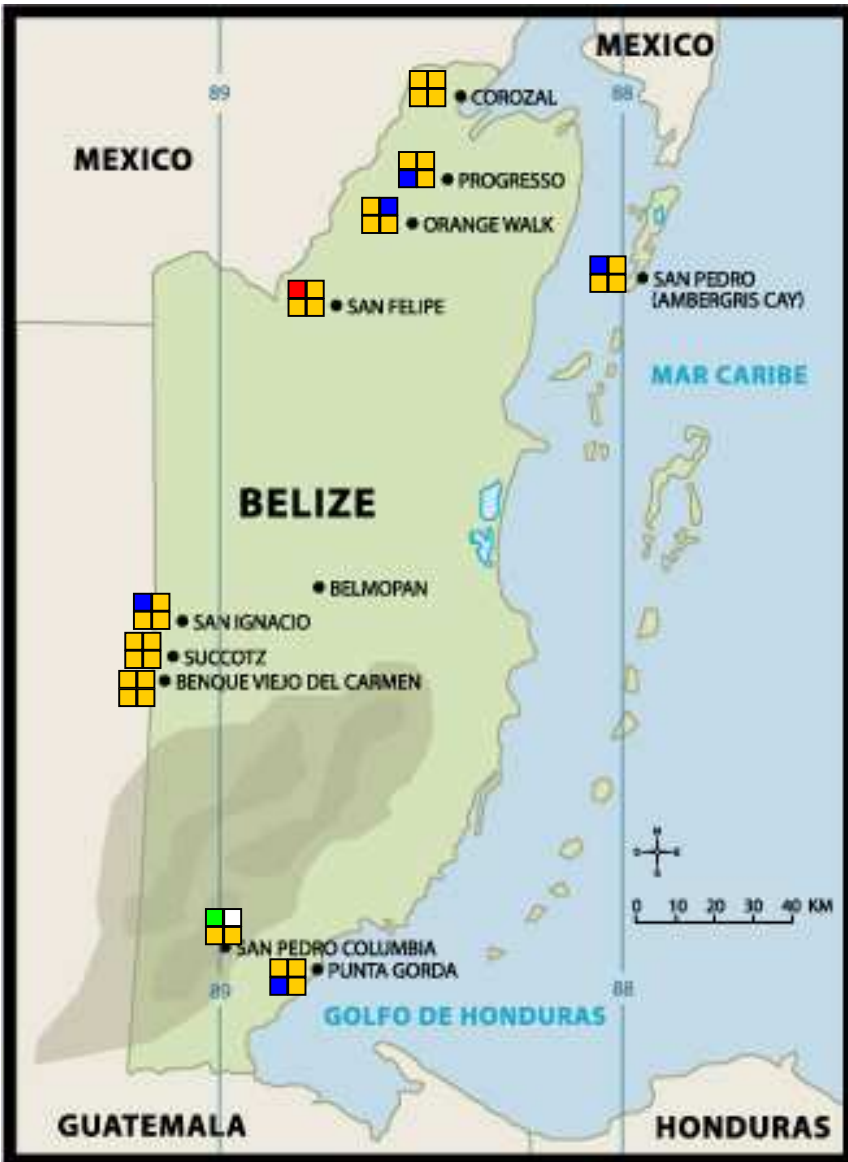 MEXICO
89
88
COROZAL
MEXICO
PROGRESSO
ORANGE WALK
SAN PEDRO
(AMBERGRIS CAY)
SAN FELIPE
MAR CARIBE
BELIZE
BELMOPAN
SAN IGNACIO
SUCCOTZ
BENQUE VIEJO DEL CARMEN
0 10 20 30 40 KM
SAN PEDRO COLUMBIA
PUNTA GORDA
89
88
GOLFO DE HONDURAS
GUATEMALA
HONDURAS